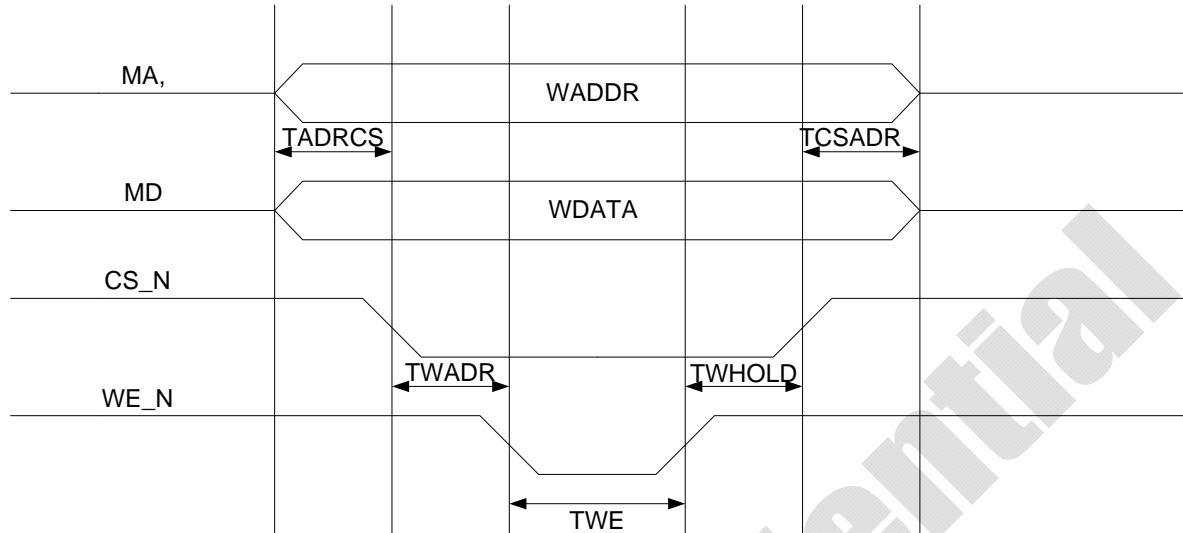 MA,
WADDR
TADRCS
TCSADR
MD
WDATA
CS_N
TWADR
TWHOLD
WE_N
TWE